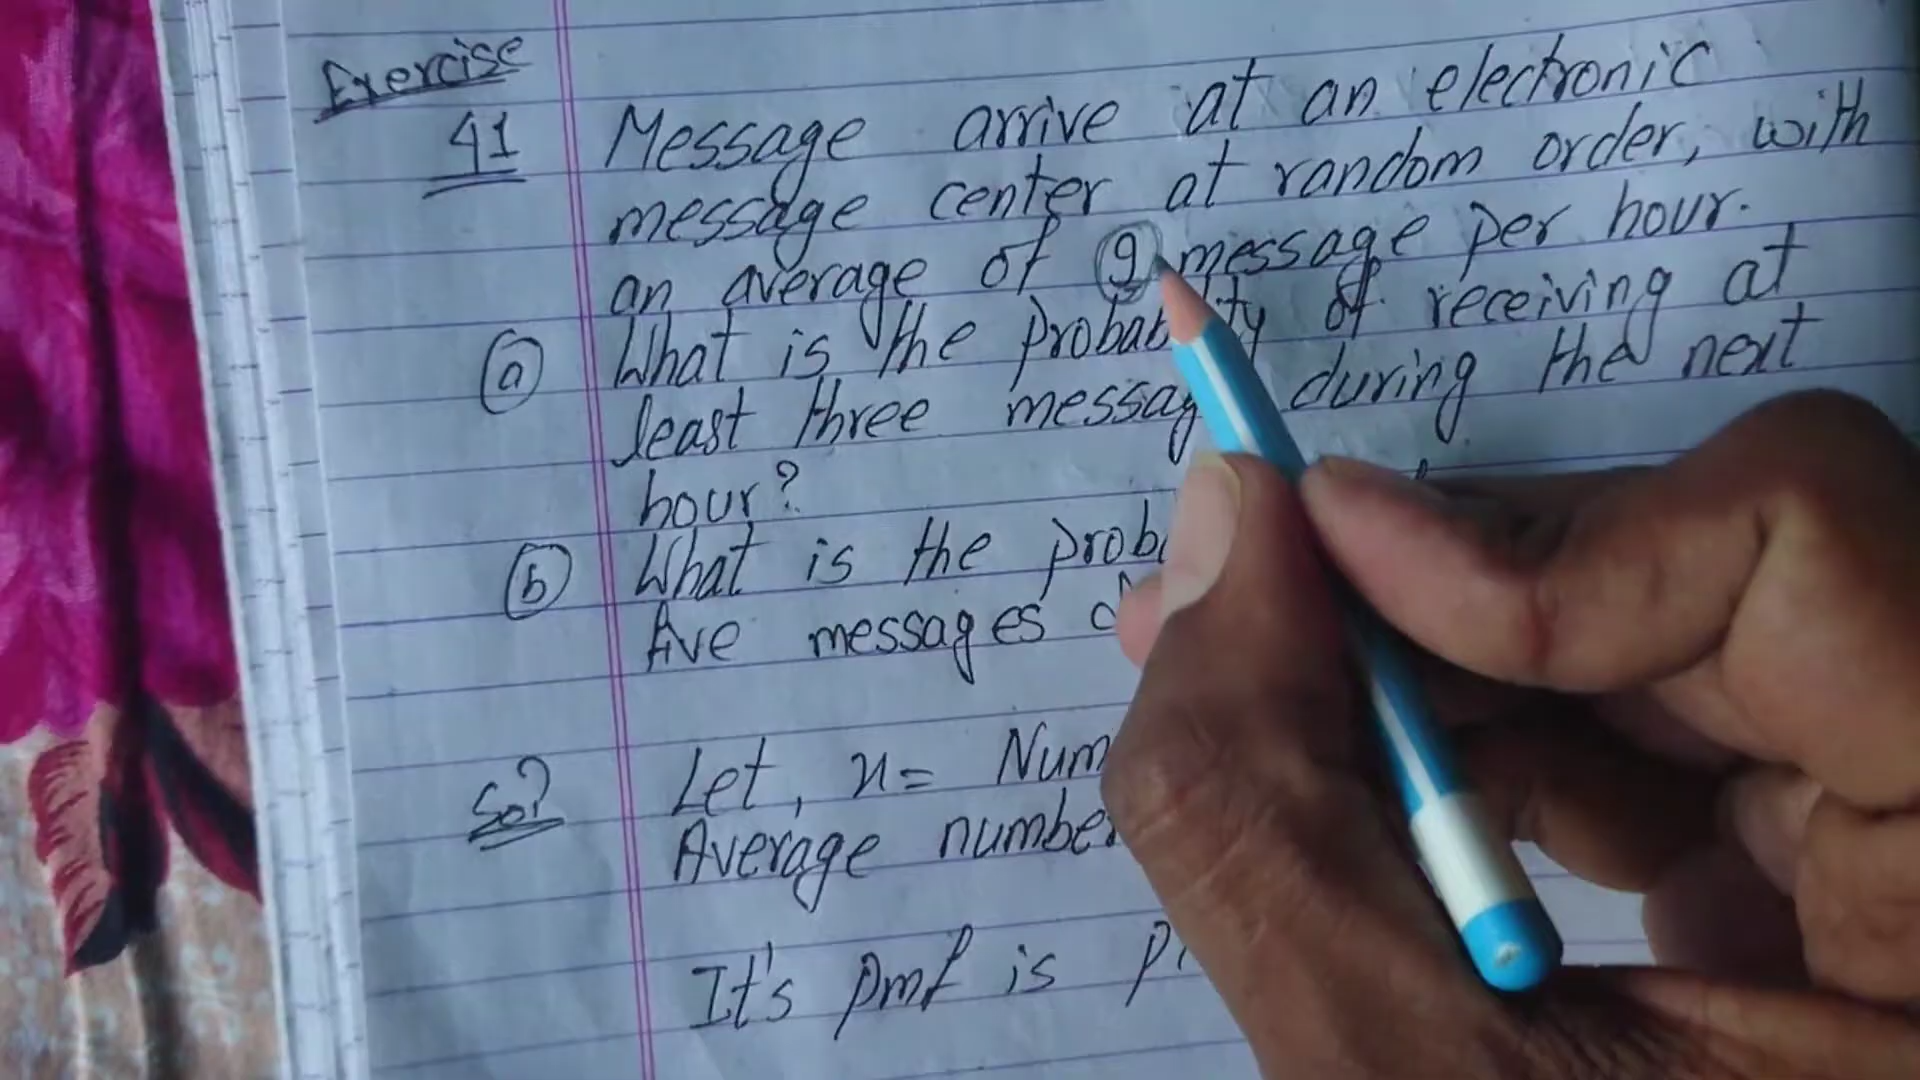 Exercise
41 Message arrive at an electronic
message center at random order, with
an average of 9 message per hour.
(a) What is the probability of receiving at
least three messag during the next
hour?
(b) What is the prob
five messages
Sol Let, x = Num
Average number
It's pmf is